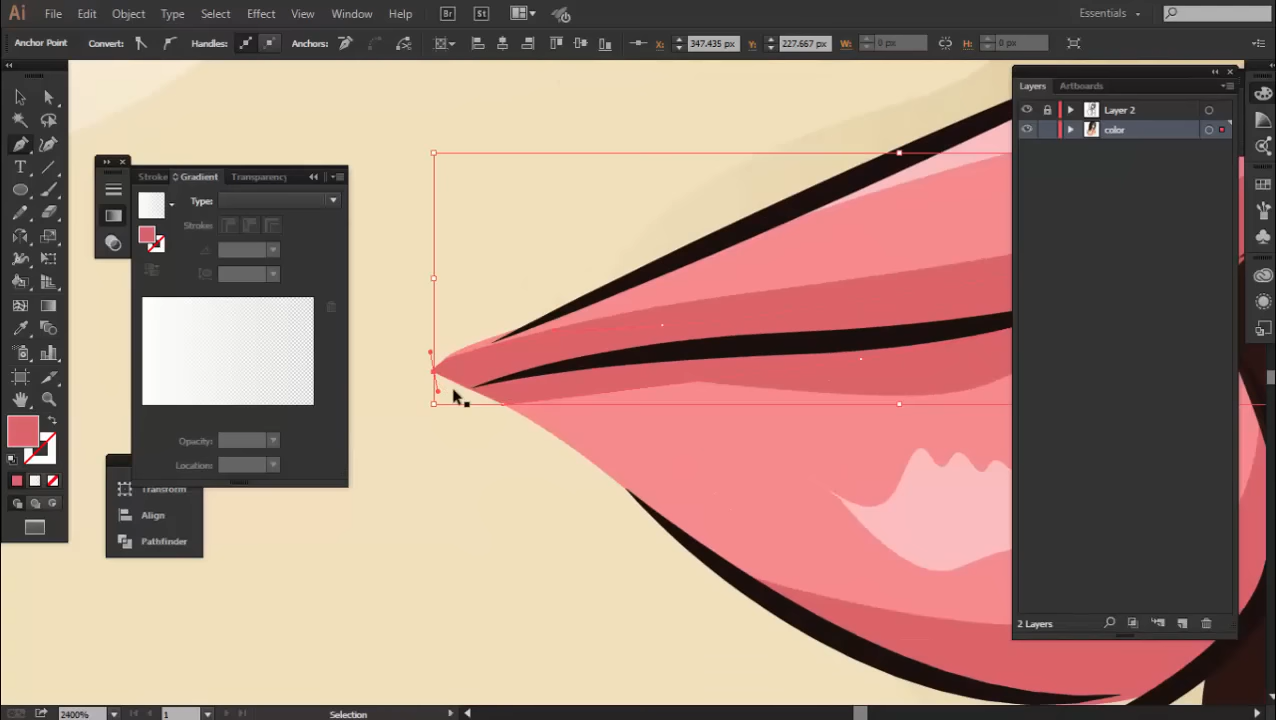 Ai File Edit Object Type Select Effect View Window Help Br St Essentials
Anchor Point Convert: Handles: Anchors: X: 347.435 px Y: 227.667 px W: 0 px H: 0 px
Layers Artboards
Layer 2
color
Stroke Gradient Transparency
Type:
Strokes:
Opacity:
Location:
Transform
Align
Pathfinder
2 Layers
2400% 1 Selection